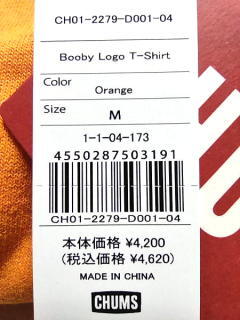 CH01-2279-D001-04
Booby Logo T-Shirt
Color
Orange
Size
M
1-1-04-173
4550287503191
CH01-2279-D001-04
本体価格 ¥4,200
(税込価格 ¥4,620)
MADE IN CHINA
CHUMS